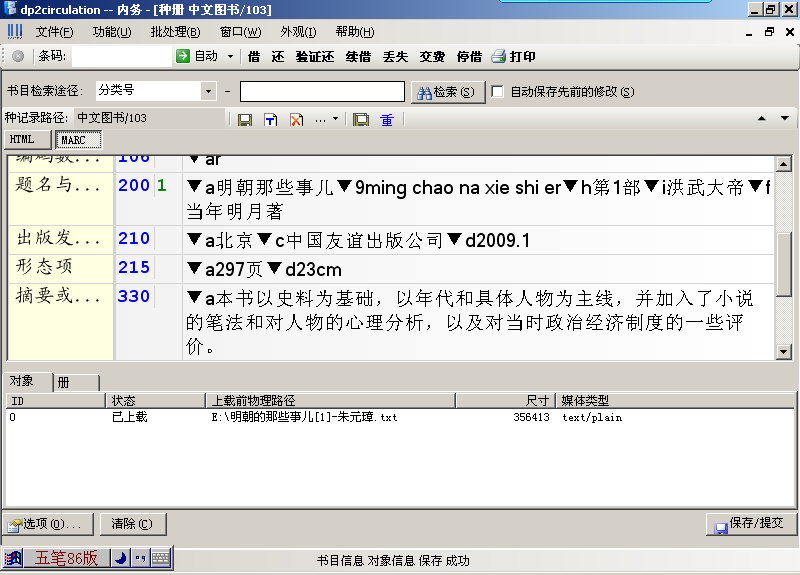 dp2circulation -- 内务 - [种册 中文图书/103]
文件(F) 功能(U) 批处理(B) 窗口(W) 外观(I) 帮助(H)
条码: 自动 借 还 验证还 续借 丢失 交费 停借 打印
书目检索途径: 分类号 - 检索(S) 自动保存先前的修改(S)
种记录路径: 中文图书/103 T ... 重
HTML MARC
编码数... 106 ▼ar
题名与... 200 1 ▼a明朝那些事儿▼9ming chao na xie shi er▼h第1部▼i洪武大帝▼f
当年明月著
出版发... 210 ▼a北京▼c中国友谊出版公司▼d2009.1
形态项 215 ▼a297页▼d23cm
摘要或... 330 ▼a本书以史料为基础，以年代和具体人物为主线，并加入了小说
的笔法和对人物的心理分析，以及对当时政治经济制度的一些评
价。
对象 册
ID 状态 上载前物理路径 尺寸 媒体类型
0 已上载 E:\明朝的那些事儿[1]-朱元璋.txt 356413 text/plain
选项(O)... 清除(C) 保存/提交
五笔86版 书目信息 对象信息 保存 成功